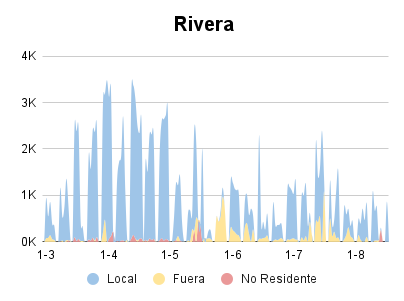 Rivera
4K
3K
2K
1K
0K
1-3 1-4 1-5 1-6 1-7 1-8
Local Fuera No Residente